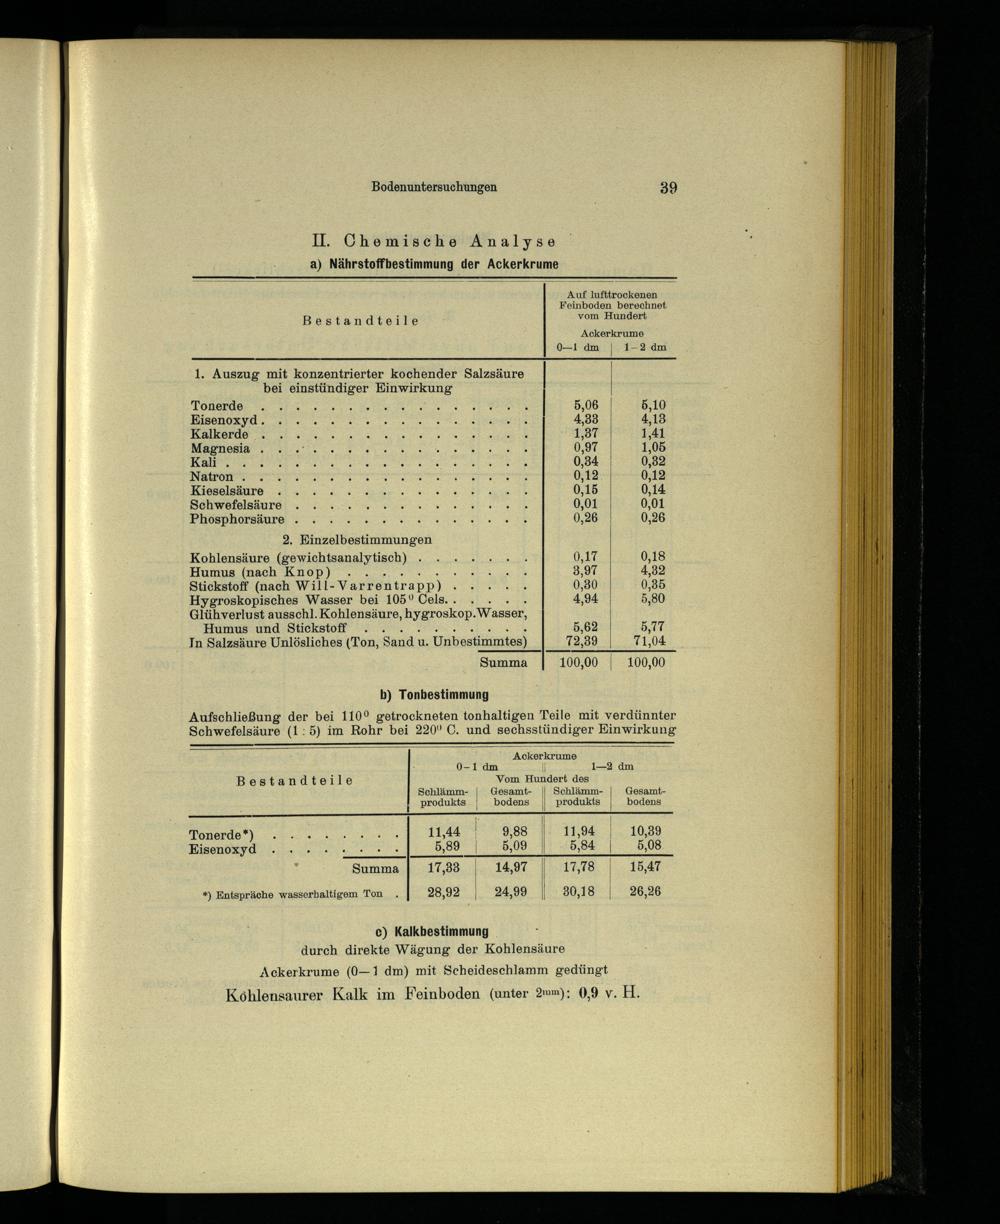 Bodenuntersuchungen 39
II. Chemische Analyse
a) Nährstoffbestimmung der Ackerkrume
Bestandteile
Auf lufttrockenen
Feinboden berechnet
vom Hundert
Ackerkrume
0—1 dm 1-2 dm
1. Auszug mit konzentrierter kochender Salzsäure
bei einstündiger Einwirkung
Tonerde . . . . . . . . . . . . . . . . 5,06 5,10
Eisenoxyd . . . . . . . . . . . . . . . . 4,33 4,13
Kalkerde . . . . . . . . . . . . . . . . 1,37 1,41
Magnesia . . . . . . . . . . . . . . . . 0,97 1,05
Kali . . . . . . . . . . . . . . . . . . 0,34 0,32
Natron . . . . . . . . . . . . . . . . . 0,12 0,12
Kieselsäure . . . . . . . . . . . . . . . 0,15 0,14
Schwefelsäure . . . . . . . . . . . . . . 0,01 0,01
Phosphorsäure . . . . . . . . . . . . . . 0,26 0,26
2. Einzelbestimmungen
Kohlensäure (gewichtsanalytisch) . . . . . . . 0,17 0,18
Humus (nach Knop) . . . . . . . . . . . 3,97 4,32
Stickstoff (nach Will-Varrentrapp) . . . . . 0,30 0,35
Hygroskopisches Wasser bei 105⁰ Cels. . . . . . 4,94 5,80
Glühverlust ausschl. Kohlensäure, hygroskop. Wasser,
Humus und Stickstoff . . . . . . . . . . 5,62 5,77
In Salzsäure Unlösliches (Ton, Sand u. Unbestimmtes) 72,39 71,04
Summa 100,00 100,00
b) Tonbestimmung
Aufschließung der bei 110⁰ getrockneten tonhaltigen Teile mit verdünnter
Schwefelsäure (1 : 5) im Rohr bei 220⁰ C. und sechsstündiger Einwirkung
Bestandteile
Ackerkrume
0-1 dm 1—2 dm
Vom Hundert des
Schlämm- Gesamt- Schlämm- Gesamt-
produkts bodens produkts bodens
Tonerde*) . . . . . . . . 11,44 9,88 11,94 10,39
Eisenoxyd . . . . . . . . 5,89 5,09 5,84 5,08
Summa 17,33 14,97 17,78 15,47
*) Entspräche wasserhaltigem Ton . 28,92 24,99 30,18 26,26
c) Kalkbestimmung
durch direkte Wägung der Kohlensäure
Ackerkrume (0—1 dm) mit Scheideschlamm gedüngt
Kohlensaurer Kalk im Feinboden (unter 2ᵐᵐ): 0,9 v. H.